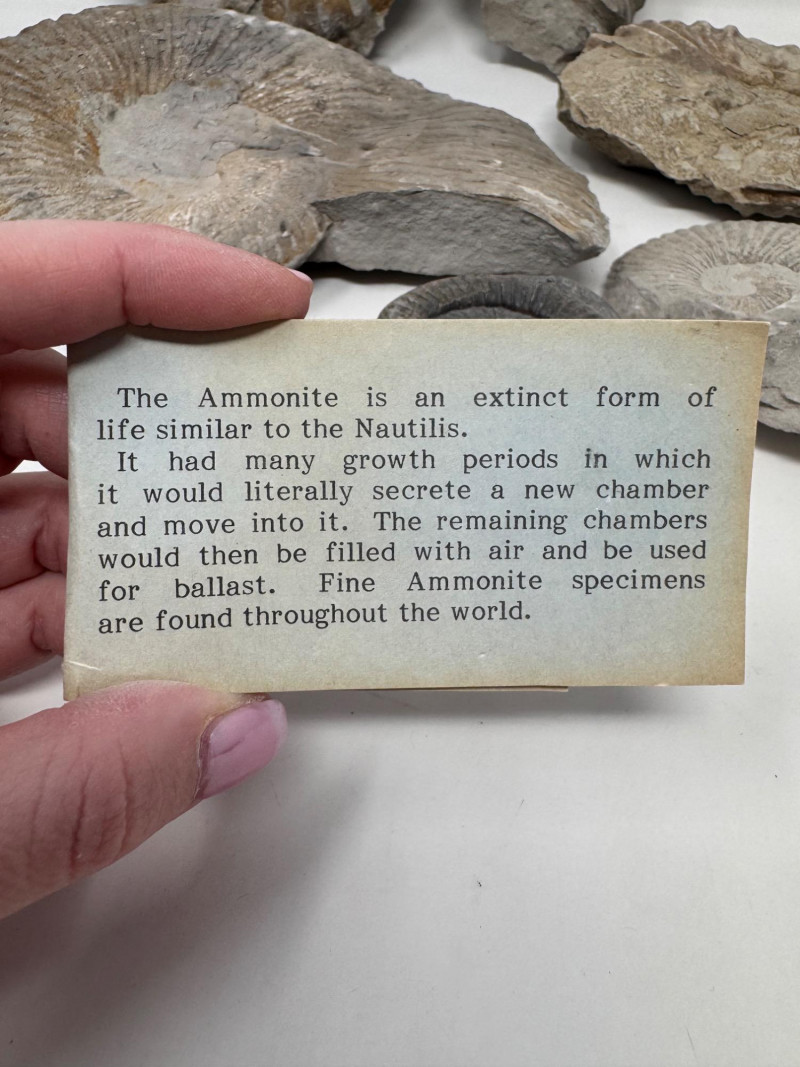 The Ammonite is an extinct form of
life similar to the Nautilis.
It had many growth periods in which
it would literally secrete a new chamber
and move into it. The remaining chambers
would then be filled with air and be used
for ballast. Fine Ammonite specimens
are found throughout the world.